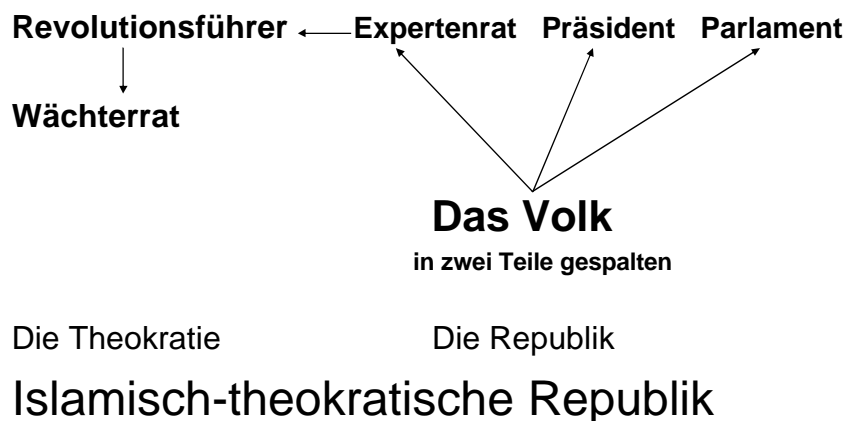 Revolutionsführer Expertenrat Präsident Parlament
Wächterrat
Das Volk
in zwei Teile gespalten
Die Theokratie Die Republik
Islamisch-theokratische Republik